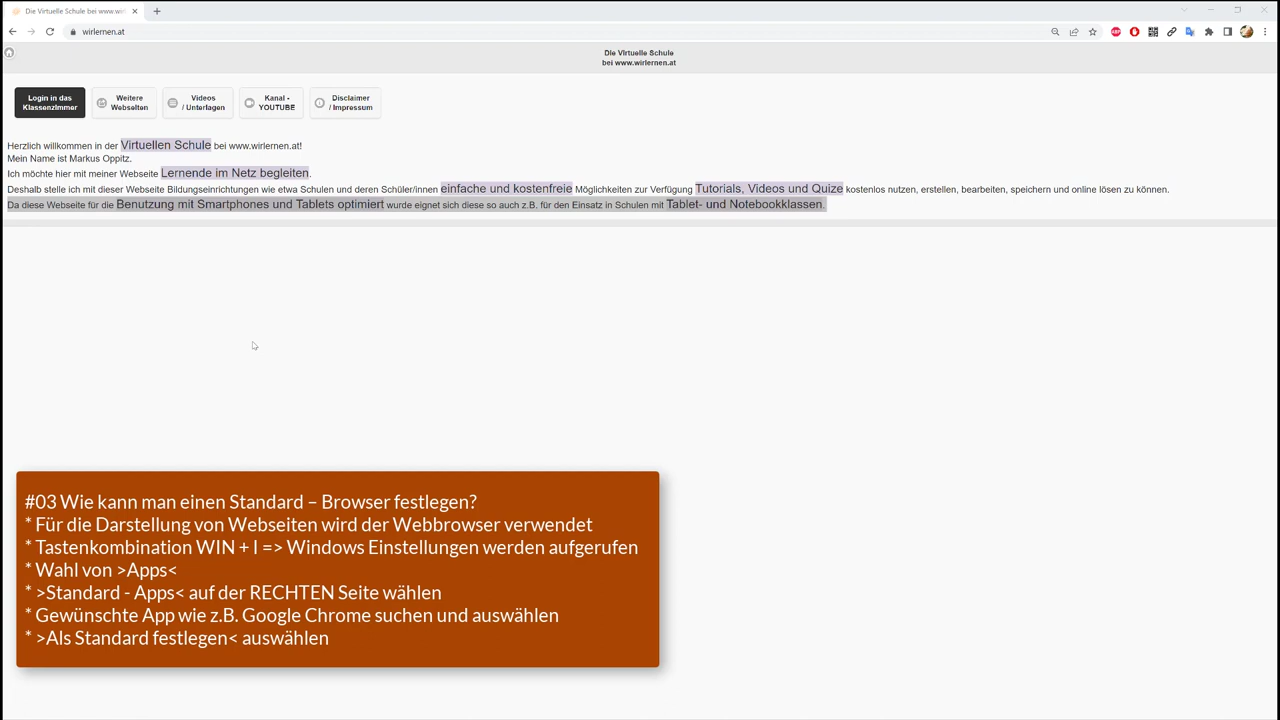 Die Virtuelle Schule bei www.wir
wirlernen.at
Die Virtuelle Schule
bei www.wirlernen.at
Login in das
KlassenZimmer
Weitere
Webseiten
Videos
/ Unterlagen
Kanal -
YOUTUBE
Disclaimer
/ Impressum
Herzlich willkommen in der Virtuellen Schule bei www.wirlernen.at!
Mein Name ist Markus Oppitz.
Ich möchte hier mit meiner Webseite Lernende im Netz begleiten.
Deshalb stelle ich mit dieser Webseite Bildungseinrichtungen wie etwa Schulen und deren Schüler/innen einfache und kostenfreie Möglichkeiten zur Verfügung Tutorials, Videos und Quize kostenlos nutzen, erstellen, bearbeiten, speichern und online lösen zu können.
Da diese Webseite für die Benutzung mit Smartphones und Tablets optimiert wurde eignet sich diese so auch z.B. für den Einsatz in Schulen mit Tablet- und Notebookklassen.
#03 Wie kann man einen Standard – Browser festlegen?
* Für die Darstellung von Webseiten wird der Webbrowser verwendet
* Tastenkombination WIN + I => Windows Einstellungen werden aufgerufen
* Wahl von >Apps<
* >Standard - Apps< auf der RECHTEN Seite wählen
* Gewünschte App wie z.B. Google Chrome suchen und auswählen
* >Als Standard festlegen< auswählen